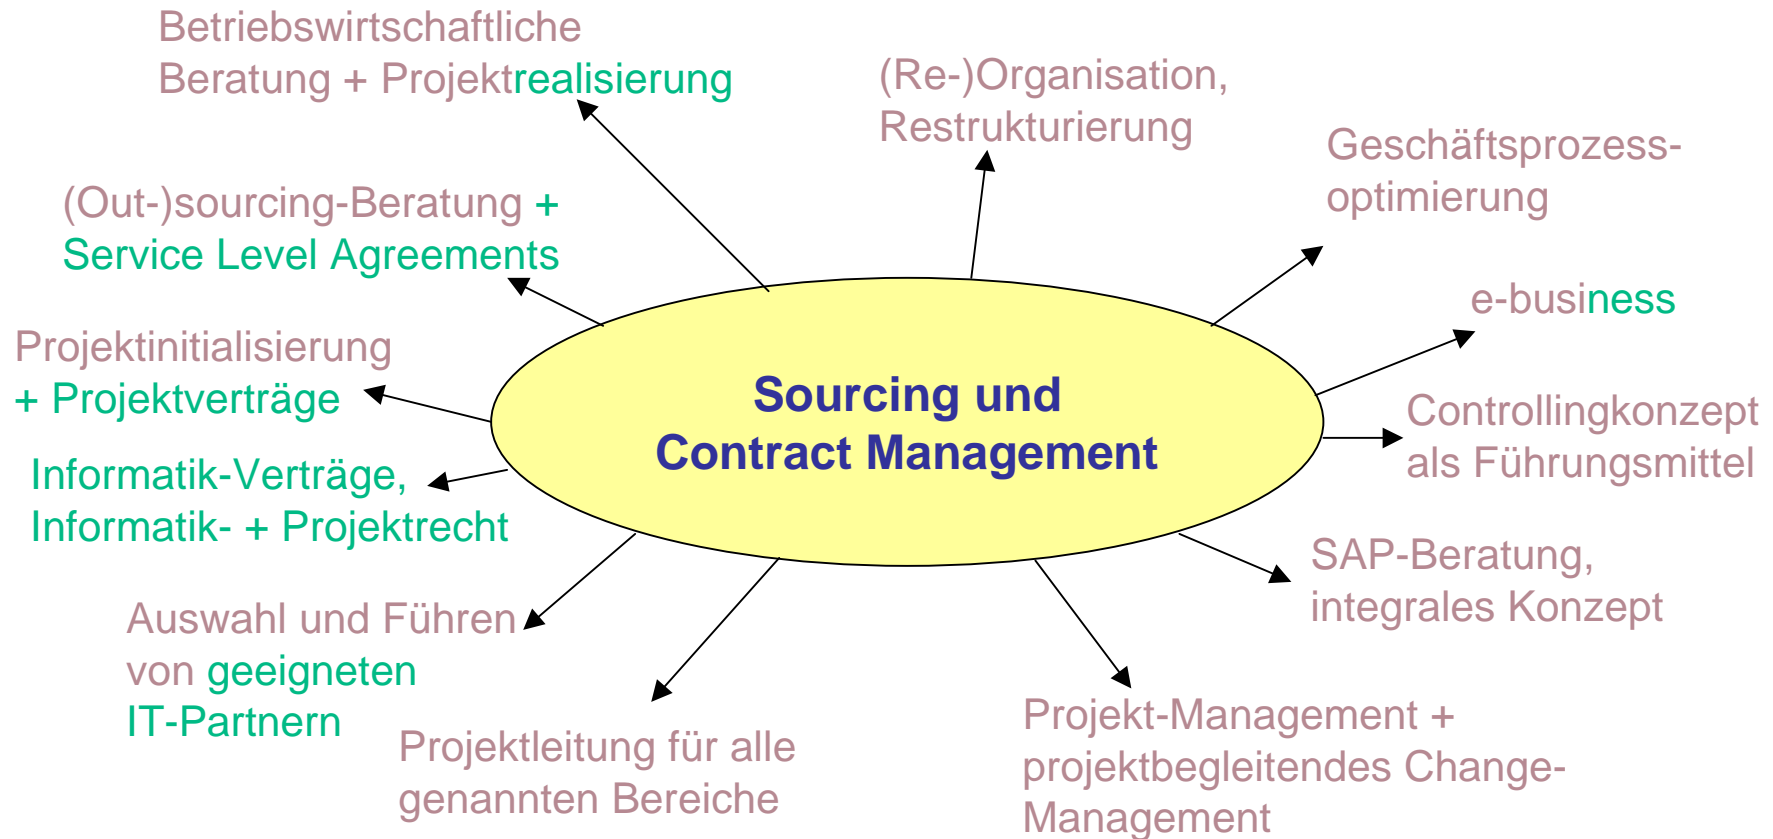 Betriebswirtschaftliche
Beratung + Projektrealisierung
(Re-)Organisation,
Restrukturierung
Geschäftsprozess-
optimierung
(Out-)sourcing-Beratung +
Service Level Agreements
e-business
Projektinitialisierung
+ Projektverträge
Sourcing und
Contract Management
Controllingkonzept
als Führungsmittel
Informatik-Verträge,
Informatik- + Projektrecht
SAP-Beratung,
integrales Konzept
Auswahl und Führen
von geeigneten
IT-Partnern
Projektleitung für alle
genannten Bereiche
Projekt-Management +
projektbegleitendes Change-
Management